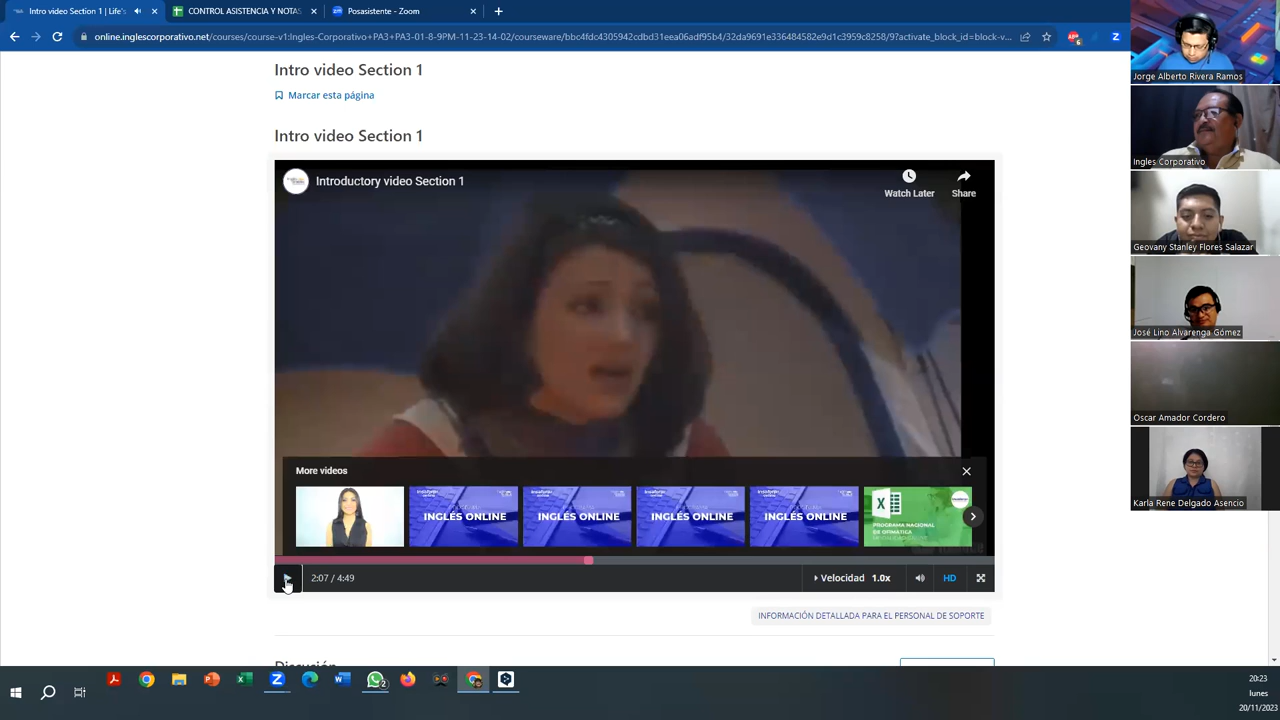 Intro video Section 1 | Life's
CONTROL ASISTENCIA Y NOTAS
Posasistente - Zoom
online.inglescorporativo.net/courses/course-v1:Ingles-Corporativo+PA3+PA3-01-8-9PM-11-23-14-02/courseware/bbc4fdc4305942cdbd31eea06adf95b4/32da9691e336484582e9d1c3959c8258/9?activate_block_id=block-v...
Intro video Section 1
Marcar esta página
Intro video Section 1
Introductory video Section 1
Watch Later
Share
More videos
INGLÉS ONLINE
INGLÉS ONLINE
INGLÉS ONLINE
INGLÉS ONLINE
PROGRAMA NACIONAL
DE OFIMÁTICA
2:07 / 4:49
Velocidad 1.0x
HD
INFORMACIÓN DETALLADA PARA EL PERSONAL DE SOPORTE
Discusión
Jorge Alberto Rivera Ramos
Ingles Corporativo
Geovany Stanley Flores Salazar
José Lino Alvarenga Gómez
Oscar Amador Cordero
Karla Rene Delgado Asencio
20:23
lunes
20/11/2023